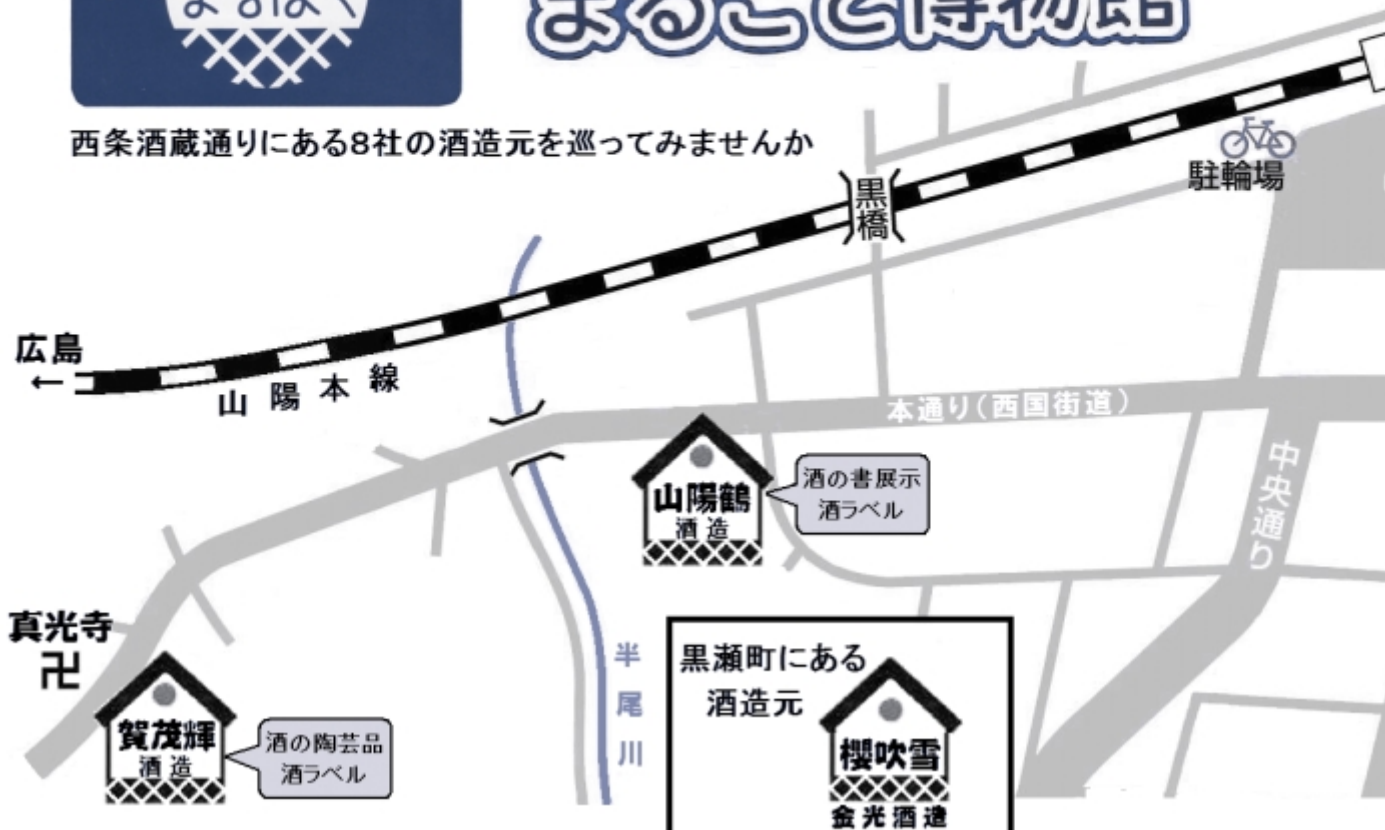 まるごと博物館
西条酒蔵通りにある8社の酒造元を巡ってみませんか
駐輪場
黒橋
広島
←
山陽本線
本通り(西国街道)
中央通り
山陽鶴
酒造
酒の書展示
酒ラベル
真光寺
卍
賀茂輝
酒造
酒の陶芸品
酒ラベル
半尾川
黒瀬町にある
酒造元
櫻吹雪
金光酒造